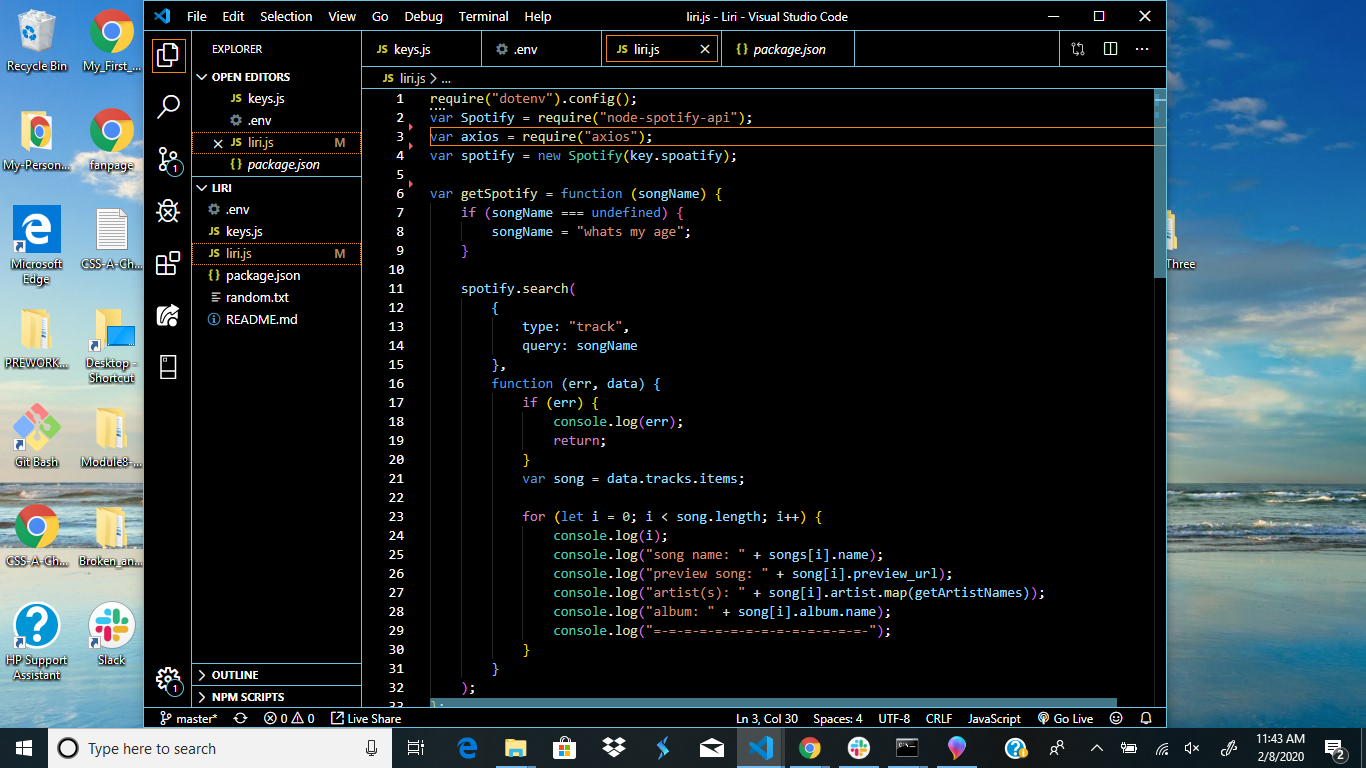 Recycle Bin
My_First_...
My-Person...
fanpage
Microsoft
Edge
CSS-A-Ch...
PREWORK...
Desktop -
Shortcut
Git Bash
Module8-...
CSS-A-Ch...
Broken_an...
HP Support
Assistant
Slack
Three
File Edit Selection View Go Debug Terminal Help
liri.js - Liri - Visual Studio Code
EXPLORER
OPEN EDITORS
JS keys.js
.env
JS liri.js M
{} package.json
LIRI
.env
JS keys.js
JS liri.js M
{} package.json
random.txt
README.md
OUTLINE
NPM SCRIPTS
1
1
JS keys.js
.env
JS liri.js
{} package.json
JS liri.js > ...
1 require("dotenv").config();
2 var Spotify = require("node-spotify-api");
3 var axios = require("axios");
4 var spotify = new Spotify(key.spoatify);
5
6 var getSpotify = function (songName) {
7 if (songName === undefined) {
8 songName = "whats my age";
9 }
10
11 spotify.search(
12 {
13 type: "track",
14 query: songName
15 },
16 function (err, data) {
17 if (err) {
18 console.log(err);
19 return;
20 }
21 var song = data.tracks.items;
22
23 for (let i = 0; i < song.length; i++) {
24 console.log(i);
25 console.log("song name: " + songs[i].name);
26 console.log("preview song: " + song[i].preview_url);
27 console.log("artist(s): " + song[i].artist.map(getArtistNames));
28 console.log("album: " + song[i].album.name);
29 console.log("=-=-=-=-=-=-=-=-=-=-=-=-=-=-");
30 }
31 }
32 );
33 };
master* 0 0 Live Share
Ln 3, Col 30 Spaces: 4 UTF-8 CRLF JavaScript Go Live
Type here to search
11:43 AM
2/8/2020
2